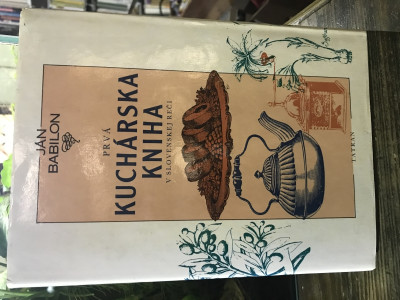 JÁN
BABILON
PRVÁ
KUCHÁRSKA
KNIHA
V SLOVENSKEJ REČI
TATRAN